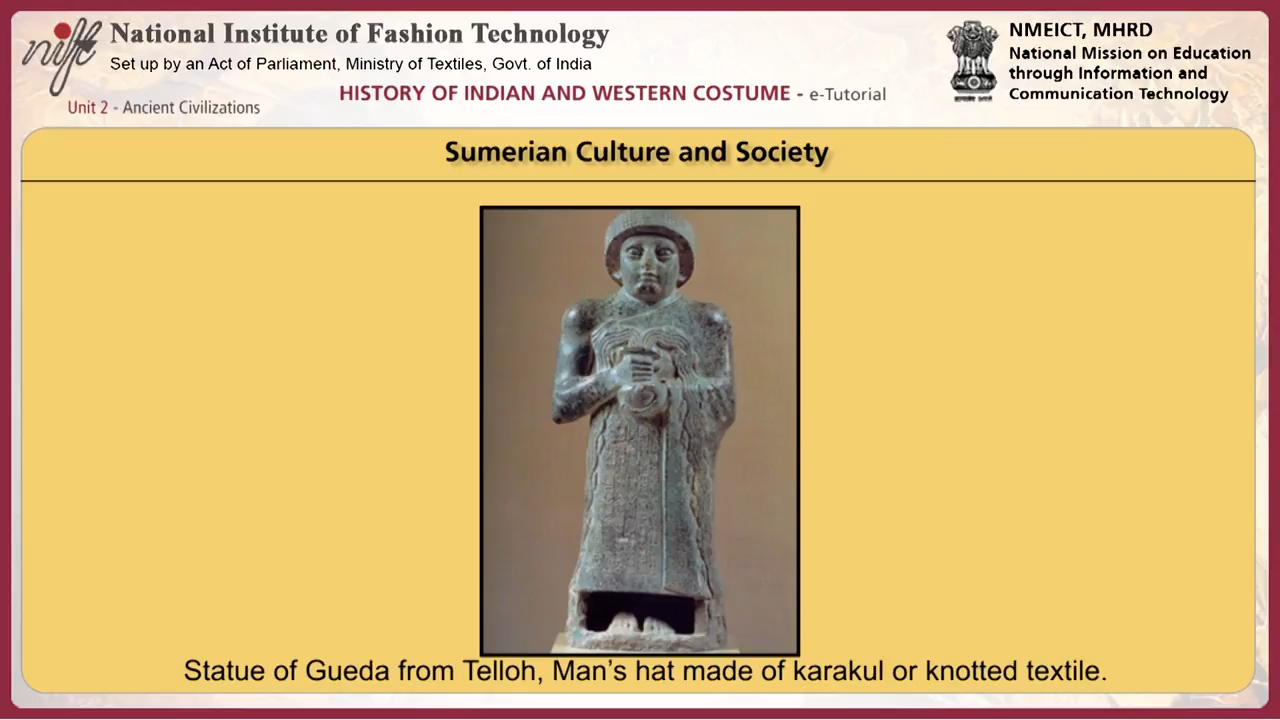 nift
National Institute of Fashion Technology
Set up by an Act of Parliament, Ministry of Textiles, Govt. of India
HISTORY OF INDIAN AND WESTERN COSTUME - e-Tutorial
Unit 2 - Ancient Civilizations
NMEICT, MHRD
National Mission on Education
through Information and
Communication Technology
Sumerian Culture and Society
Statue of Gueda from Telloh, Man's hat made of karakul or knotted textile.